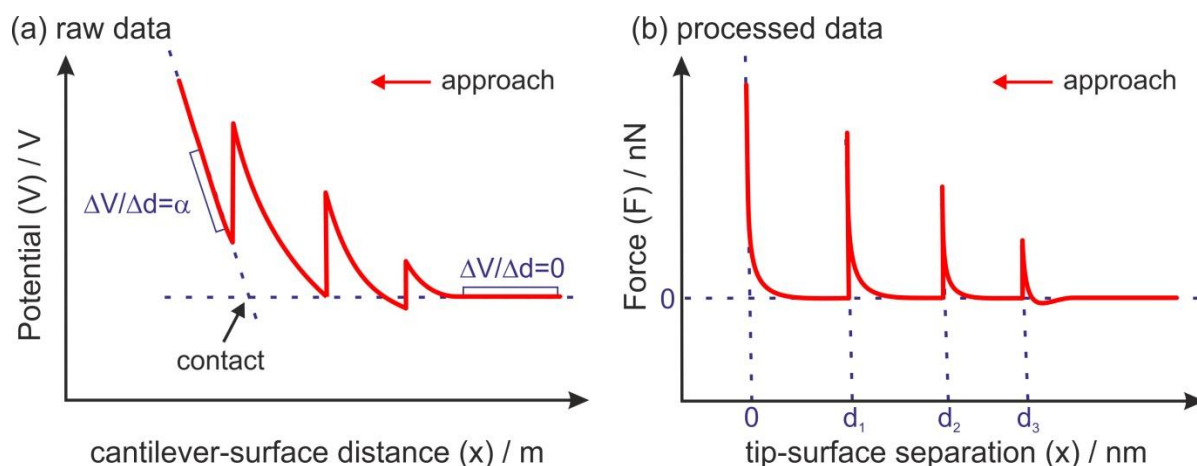 (a) raw data
approach
Potential (V) / V
ΔV/Δd=α
ΔV/Δd=0
contact
cantilever-surface distance (x) / m
(b) processed data
approach
Force (F) / nN
0
0
d₁
d₂
d₃
tip-surface separation (x) / nm